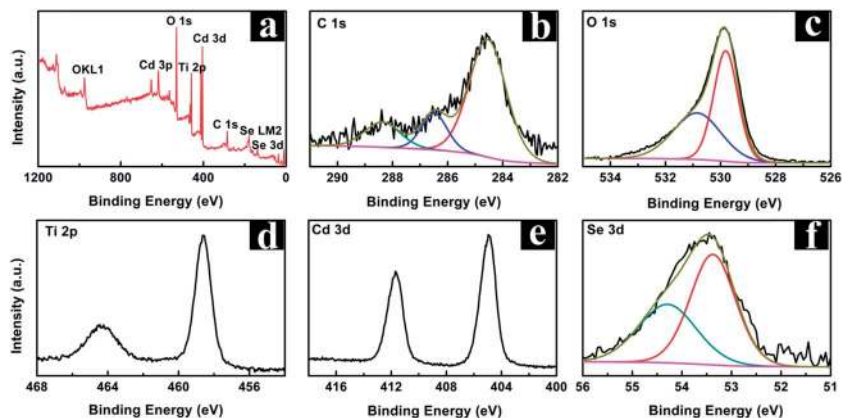 a
O 1s
Cd 3d
Cd 3p Ti 2p
OKL1
C 1s
Se LM2
Se 3d
Intensity (a.u.)
1200 800 400 0
Binding Energy (eV)
b
C 1s
290 288 286 284 282
Binding Energy (eV)
c
O 1s
534 532 530 528 526
Binding Energy (eV)
d
Ti 2p
Intensity (a.u.)
468 464 460 456
Binding Energy (eV)
e
Cd 3d
416 412 408 404 400
Binding Energy (eV)
f
Se 3d
56 55 54 53 52 51
Binding Energy (eV)